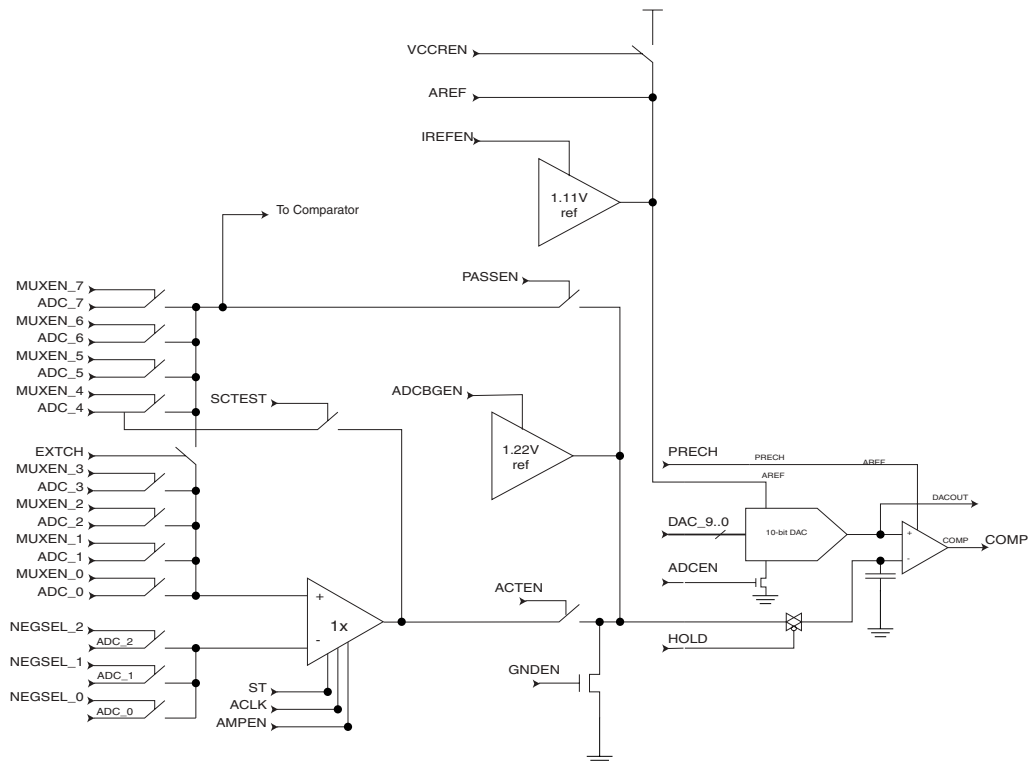 VCCREN
AREF
IREFEN
1.11V
ref
To Comparator
PASSEN
MUXEN_7
ADC_7
MUXEN_6
ADC_6
MUXEN_5
ADC_5
MUXEN_4
ADC_4
SCTEST
ADCBGEN
1.22V
ref
EXTCH
MUXEN_3
ADC_3
MUXEN_2
ADC_2
MUXEN_1
ADC_1
MUXEN_0
ADC_0
NEGSEL_2
ADC_2
NEGSEL_1
ADC_1
NEGSEL_0
ADC_0
+
1x
-
ST
ACLK
AMPEN
ACTEN
GNDEN
PRECH
PRECH
AREF
AREF
DAC_9..0
10-bit DAC
DACOUT
+
-
COMP
COMP
ADCEN
HOLD